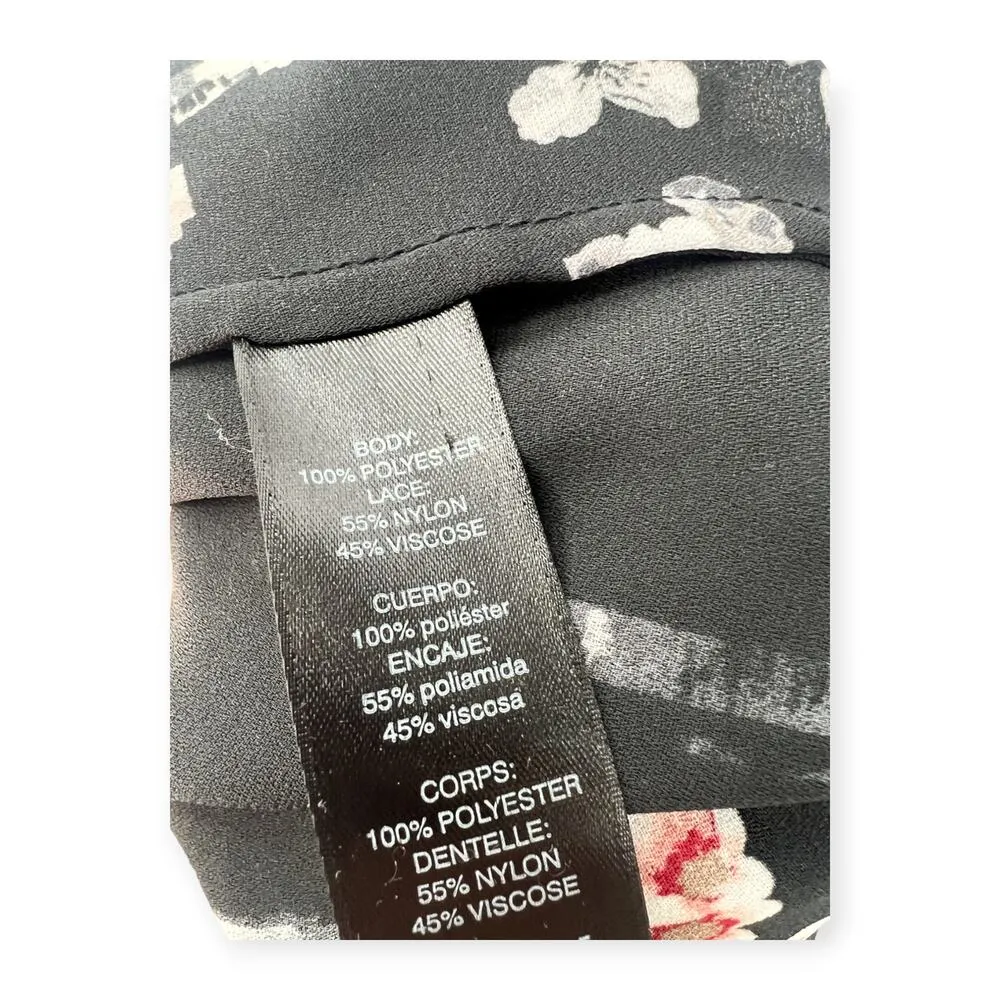 BODY:
100% POLYESTER
LACE:
55% NYLON
45% VISCOSE
CUERPO:
100% poliéster
ENCAJE:
55% poliamida
45% viscosa
CORPS:
100% POLYESTER
DENTELLE:
55% NYLON
45% VISCOSE